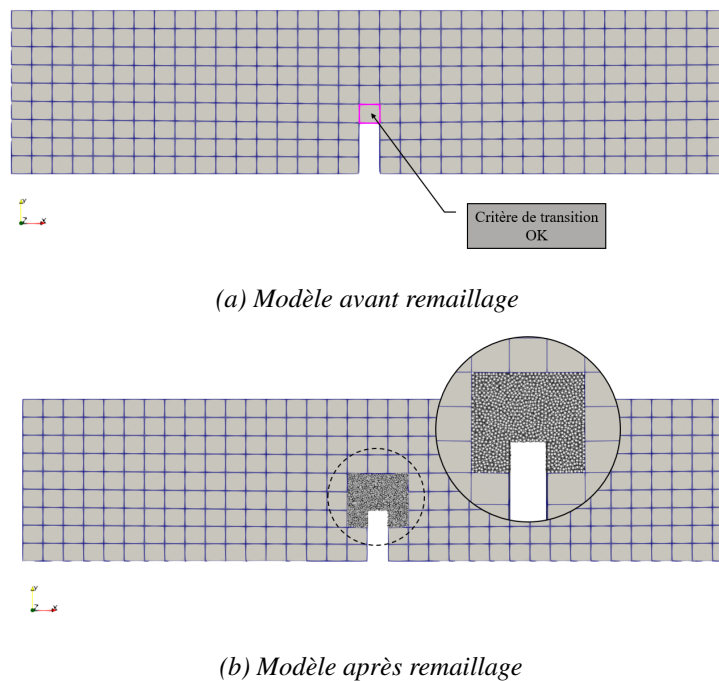 Critère de transition
OK
Y
Z X
(a) Modèle avant remaillage
Y
Z X
(b) Modèle après remaillage